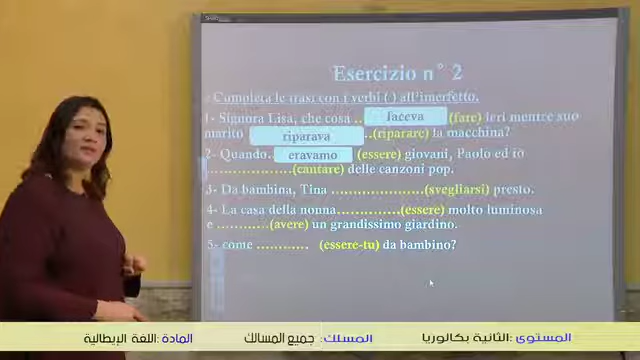 Esercizio n° 2
Completa le frasi con i verbi ( ) all'imerfetto.
1- Signora Lisa, che cosa .. faceva (fare) ieri mentre suo
marito riparava ..(riparare) la macchina?
2- Quando.. eravamo (essere) giovani, Paolo ed io
......................(cantare) delle canzoni pop.
3- Da bambina, Tina ........................(svegliarsi) presto.
4- La casa della nonna................(essere) molto luminosa
e .............(avere) un grandissimo giardino.
5- come ............. (essere-tu) da bambino?
المستوى :الثانية بكالوريا المسلك: جميع المسالك المادة: اللغة الإيطالية